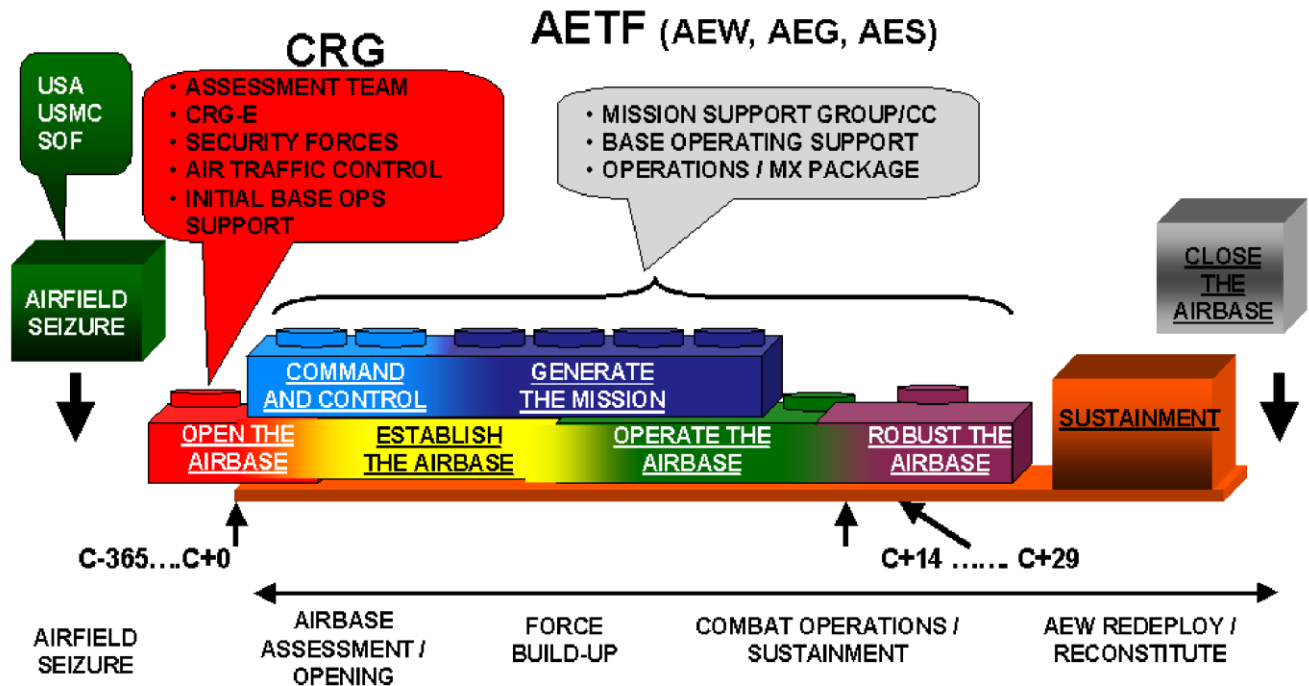 AETF (AEW, AEG, AES)
CRG
USA
USMC
SOF
• ASSESSMENT TEAM
• CRG-E
• SECURITY FORCES
• AIR TRAFFIC CONTROL
• INITIAL BASE OPS
SUPPORT
• MISSION SUPPORT GROUP/CC
• BASE OPERATING SUPPORT
• OPERATIONS / MX PACKAGE
AIRFIELD
SEIZURE
CLOSE
THE
AIRBASE
COMMAND
AND CONTROL
GENERATE
THE MISSION
OPEN THE
AIRBASE
ESTABLISH
THE AIRBASE
OPERATE THE
AIRBASE
ROBUST THE
AIRBASE
SUSTAINMENT
C-365....C+0
C+14 ....... C+29
AIRFIELD
SEIZURE
AIRBASE
ASSESSMENT /
OPENING
FORCE
BUILD-UP
COMBAT OPERATIONS /
SUSTAINMENT
AEW REDEPLOY /
RECONSTITUTE